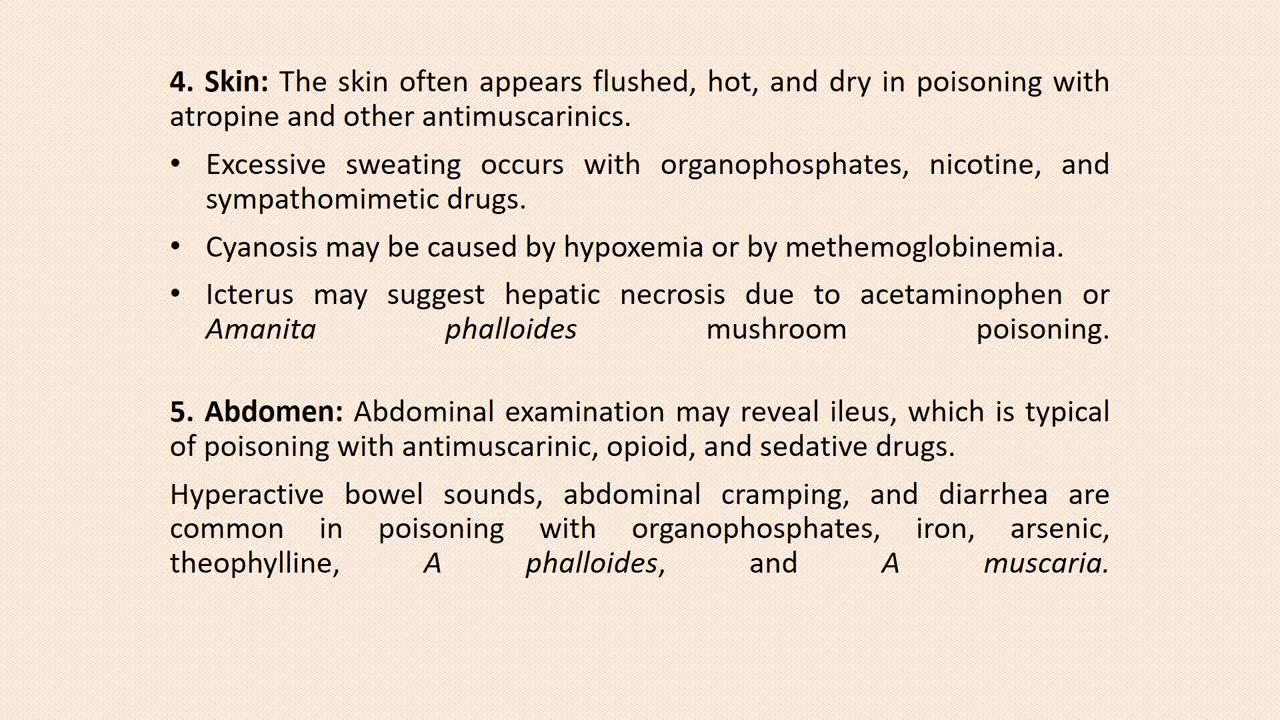 4. Skin: The skin often appears flushed, hot, and dry in poisoning with
atropine and other antimuscarinics.
• Excessive sweating occurs with organophosphates, nicotine, and
sympathomimetic drugs.
• Cyanosis may be caused by hypoxemia or by methemoglobinemia.
• Icterus may suggest hepatic necrosis due to acetaminophen or
Amanita phalloides mushroom poisoning.
5. Abdomen: Abdominal examination may reveal ileus, which is typical
of poisoning with antimuscarinic, opioid, and sedative drugs.
Hyperactive bowel sounds, abdominal cramping, and diarrhea are
common in poisoning with organophosphates, iron, arsenic,
theophylline, A phalloides, and A muscaria.